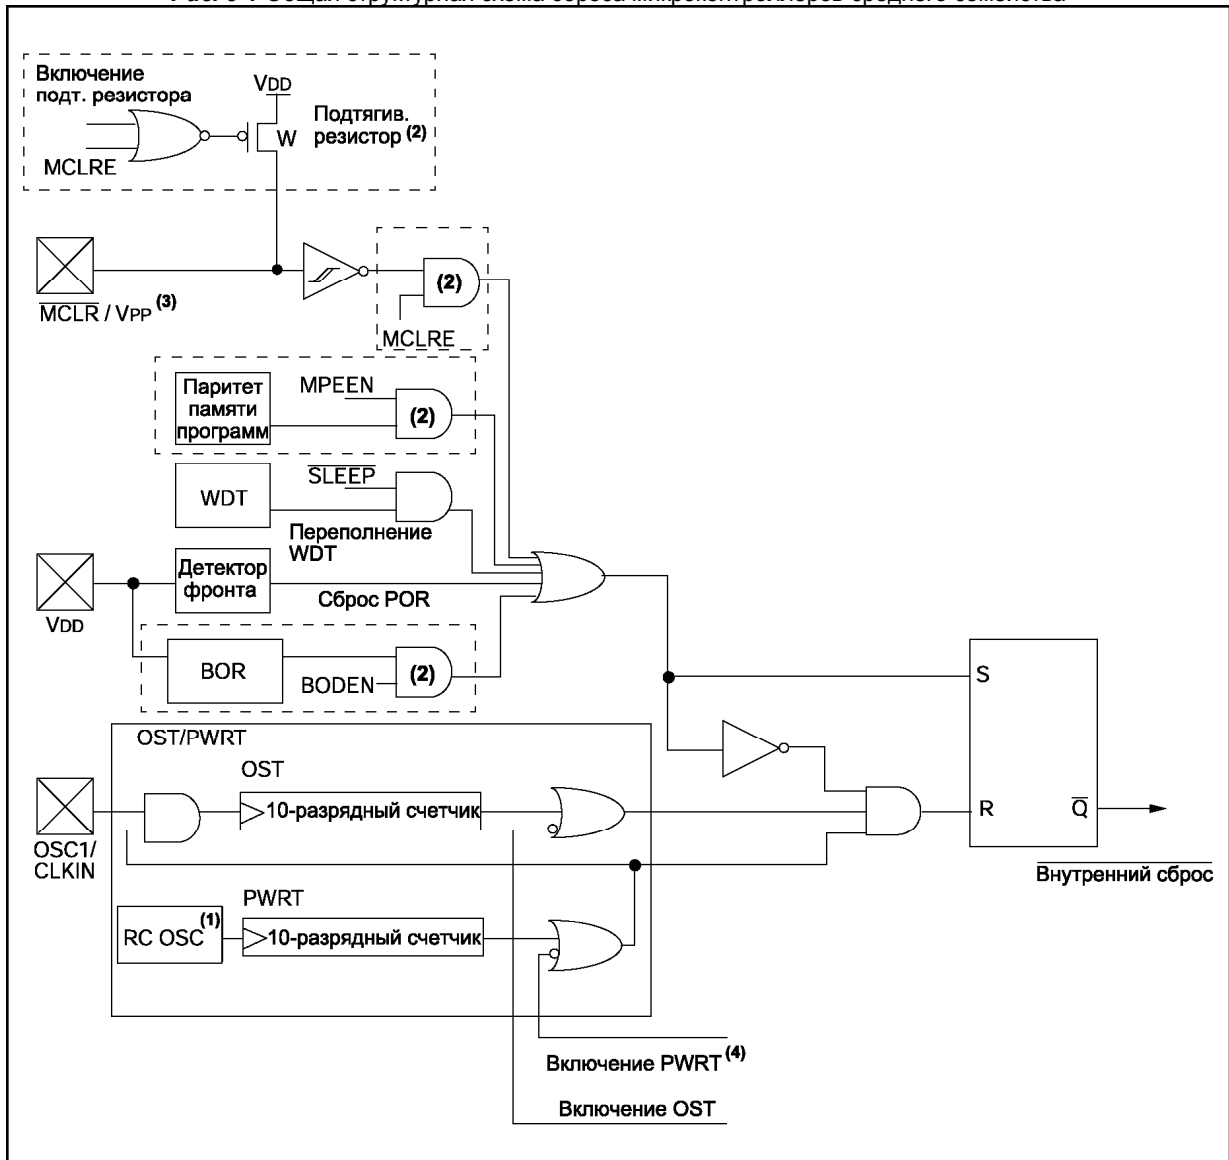 Включение
подт. резистора
VDD
Подтягив.
резистор (2)
W
MCLRE
MCLR / VPP (3)
(2)
MCLRE
Паритет
памяти
программ
MPEEN
(2)
WDT
SLEEP
Переполнение
WDT
VDD
Детектор
фронта
Сброс POR
BOR
BODEN
(2)
S
R
Q
Внутренний сброс
OST/PWRT
OST
10-разрядный счетчик
OSC1/
CLKIN
PWRT
RC OSC (1)
10-разрядный счетчик
Включение PWRT (4)
Включение OST